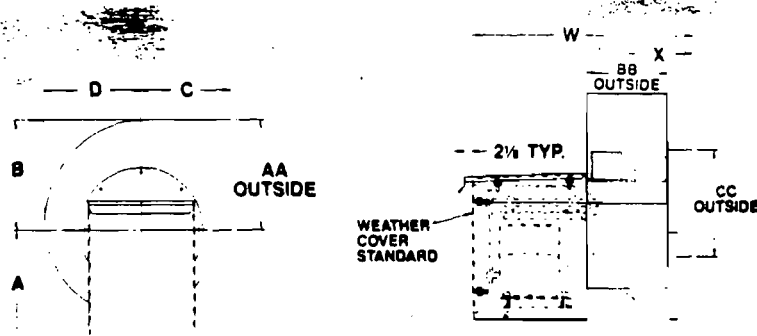 D
C
B
AA
OUTSIDE
A
W
X
BB
OUTSIDE
2⅛ TYP.
CC
OUTSIDE
WEATHER
COVER
STANDARD